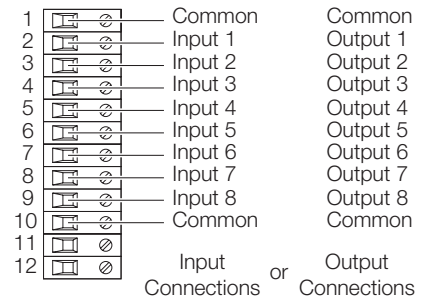 1 Common Common
2 Input 1 Output 1
3 Input 2 Output 2
4 Input 3 Output 3
5 Input 4 Output 4
6 Input 5 Output 5
7 Input 6 Output 6
8 Input 7 Output 7
9 Input 8 Output 8
10 Common Common
11
12
Input or Output
Connections Connections